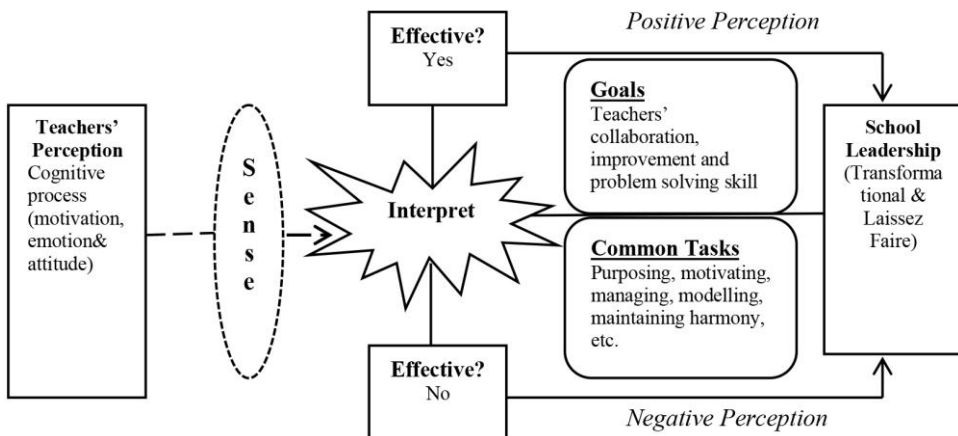 Effective?
Yes
Positive Perception
Goals
Teachers'
collaboration,
improvement and
problem solving skill
Teachers'
Perception
Cognitive
process
(motivation,
emotion&
attitude)
S
e
n
s
e
Interpret
School
Leadership
(Transforma
tional &
Laissez
Faire)
Common Tasks
Purposing, motivating,
managing, modelling,
maintaining harmony,
etc.
Effective?
No
Negative Perception